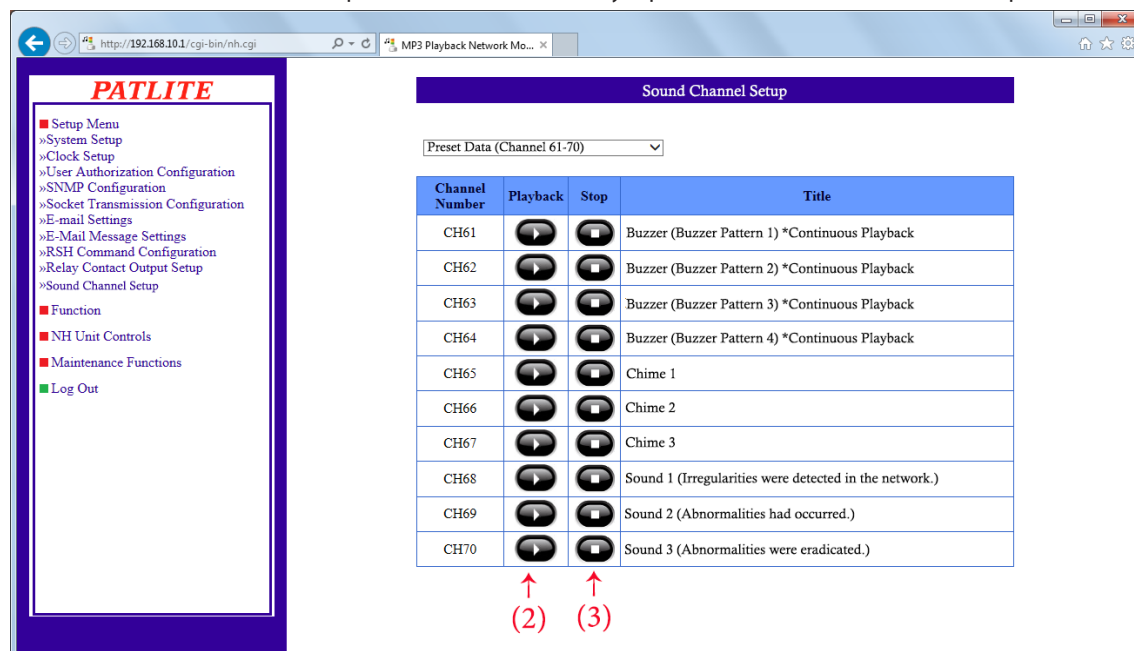 http://192.168.10.1/cgi-bin/nh.cgi
MP3 Playback Network Mo... ×
PATLITE
Setup Menu
»System Setup
»Clock Setup
»User Authorization Configuration
»SNMP Configuration
»Socket Transmission Configuration
»E-mail Settings
»E-Mail Message Settings
»RSH Command Configuration
»Relay Contact Output Setup
»Sound Channel Setup
Function
NH Unit Controls
Maintenance Functions
Log Out
Sound Channel Setup
Preset Data (Channel 61-70)
Channel Number Playback Stop Title
CH61 Buzzer (Buzzer Pattern 1) *Continuous Playback
CH62 Buzzer (Buzzer Pattern 2) *Continuous Playback
CH63 Buzzer (Buzzer Pattern 3) *Continuous Playback
CH64 Buzzer (Buzzer Pattern 4) *Continuous Playback
CH65 Chime 1
CH66 Chime 2
CH67 Chime 3
CH68 Sound 1 (Irregularities were detected in the network.)
CH69 Sound 2 (Abnormalities had occurred.)
CH70 Sound 3 (Abnormalities were eradicated.)
(2) (3)